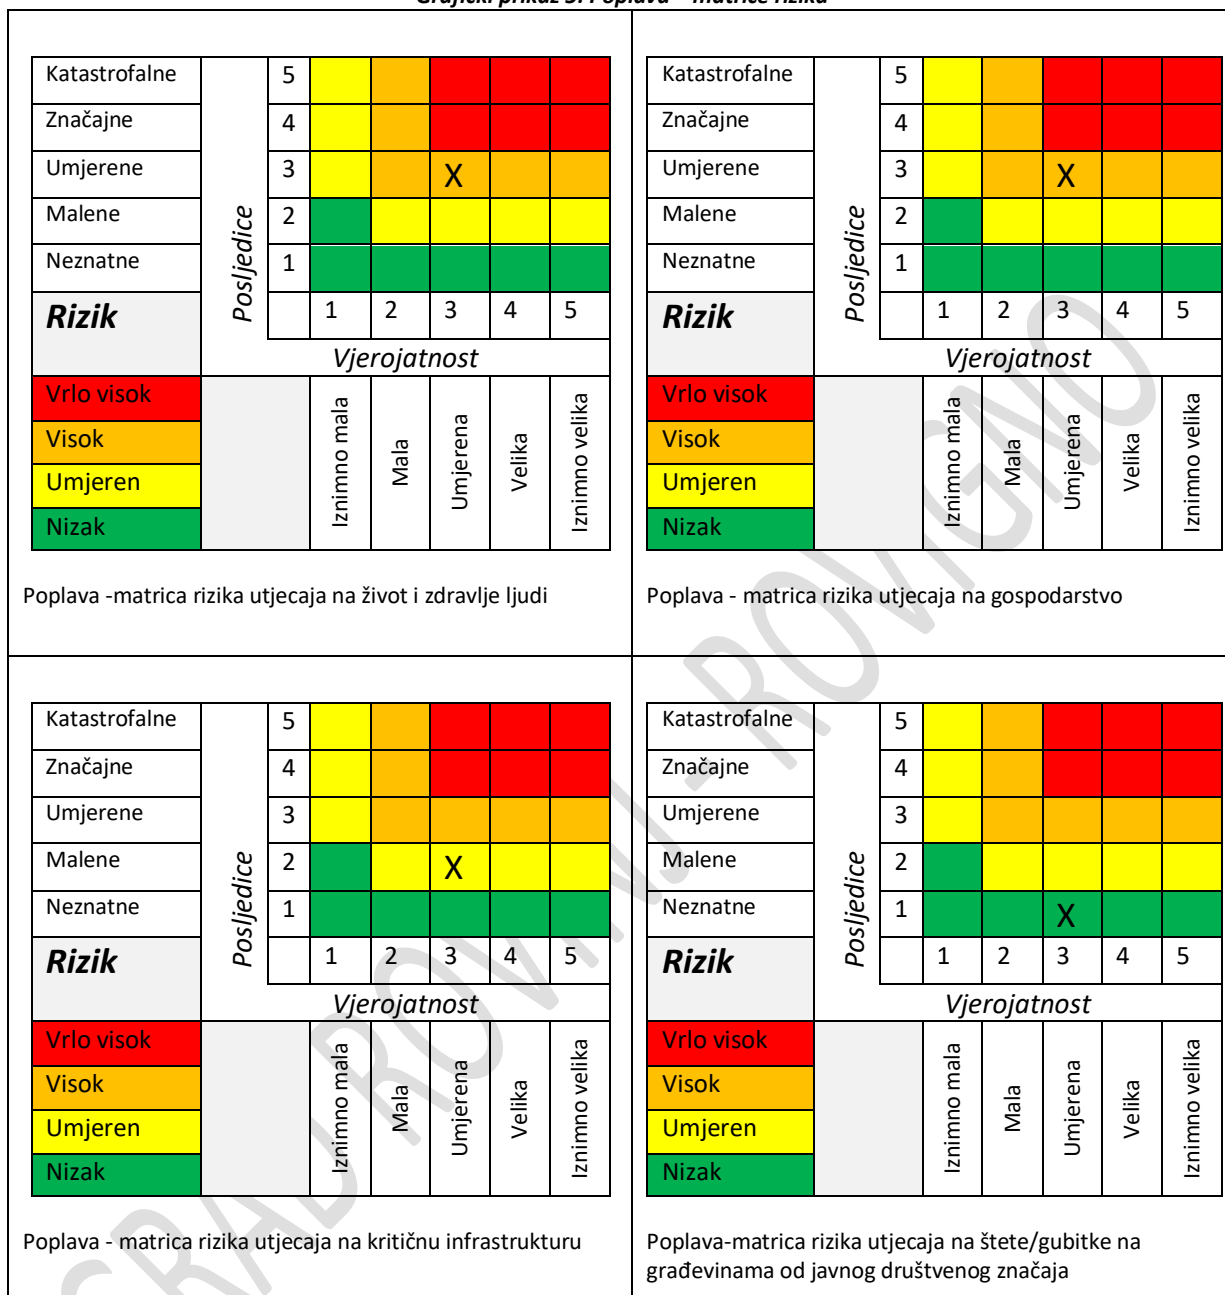 Grafički prikaz 5. Poplava – matrice rizika
Katastrofalne 5
Značajne 4
Umjerene 3 X
Malene 2
Neznatne 1
Posljedice
Rizik 1 2 3 4 5
Vjerojatnost
Vrlo visok
Visok
Umjeren
Nizak
Iznimno mala
Mala
Umjerena
Velika
Iznimno velika
Poplava -matrica rizika utjecaja na život i zdravlje ljudi
Katastrofalne 5
Značajne 4
Umjerene 3 X
Malene 2
Neznatne 1
Posljedice
Rizik 1 2 3 4 5
Vjerojatnost
Vrlo visok
Visok
Umjeren
Nizak
Iznimno mala
Mala
Umjerena
Velika
Iznimno velika
Poplava - matrica rizika utjecaja na gospodarstvo
Katastrofalne 5
Značajne 4
Umjerene 3
Malene 2 X
Neznatne 1
Posljedice
Rizik 1 2 3 4 5
Vjerojatnost
Vrlo visok
Visok
Umjeren
Nizak
Iznimno mala
Mala
Umjerena
Velika
Iznimno velika
Poplava - matrica rizika utjecaja na kritičnu infrastrukturu
Katastrofalne 5
Značajne 4
Umjerene 3
Malene 2
Neznatne 1 X
Posljedice
Rizik 1 2 3 4 5
Vjerojatnost
Vrlo visok
Visok
Umjeren
Nizak
Iznimno mala
Mala
Umjerena
Velika
Iznimno velika
Poplava-matrica rizika utjecaja na štete/gubitke na
građevinama od javnog društvenog značaja
GRAD ROVINJ - ROVIGNO